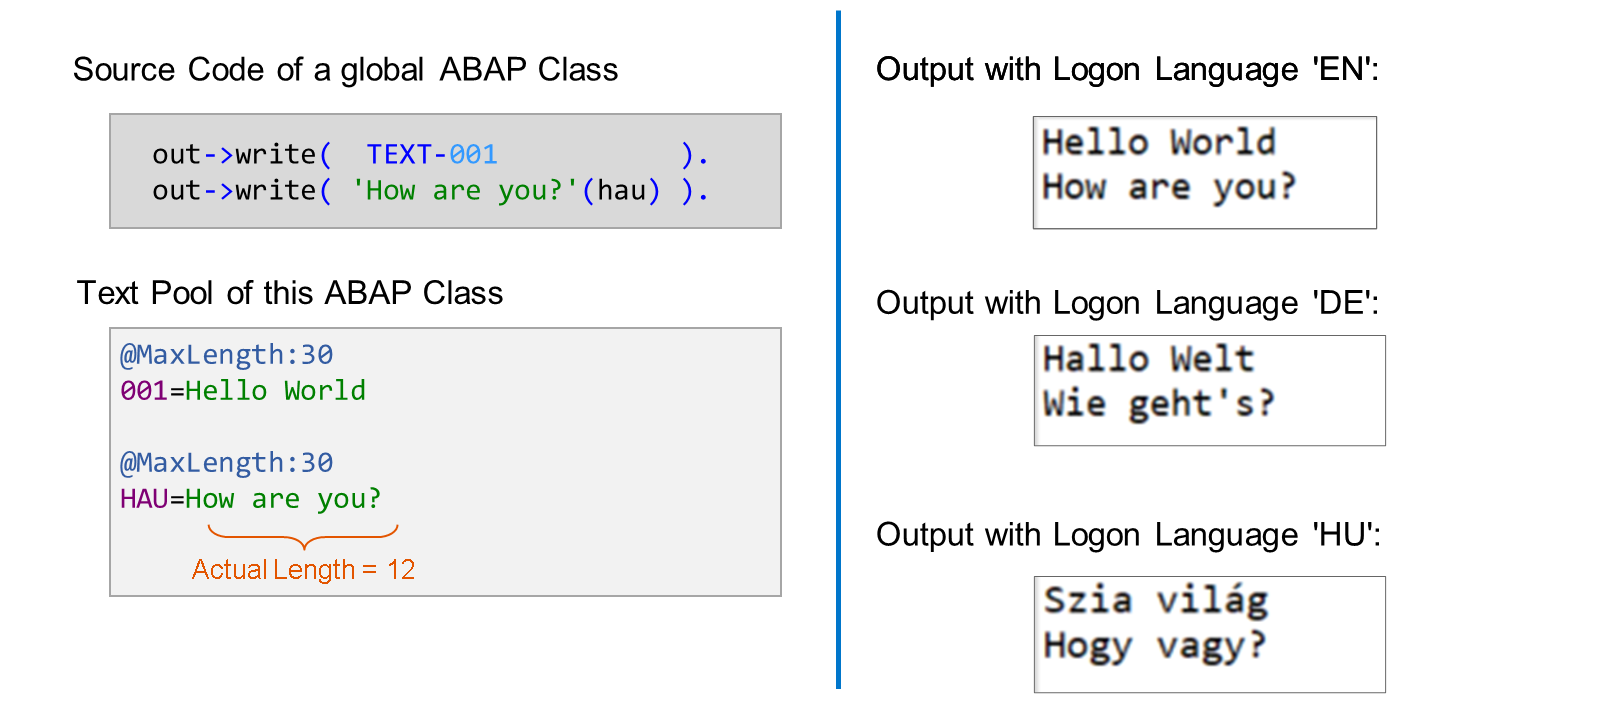 Source Code of a global ABAP Class
out->write(  TEXT-001           ).
out->write( 'How are you?'(hau) ).
Text Pool of this ABAP Class
@MaxLength:30
001=Hello World
@MaxLength:30
HAU=How are you?
Actual Length = 12
Output with Logon Language 'EN':
Hello World
How are you?
Output with Logon Language 'DE':
Hallo Welt
Wie geht's?
Output with Logon Language 'HU':
Szia világ
Hogy vagy?